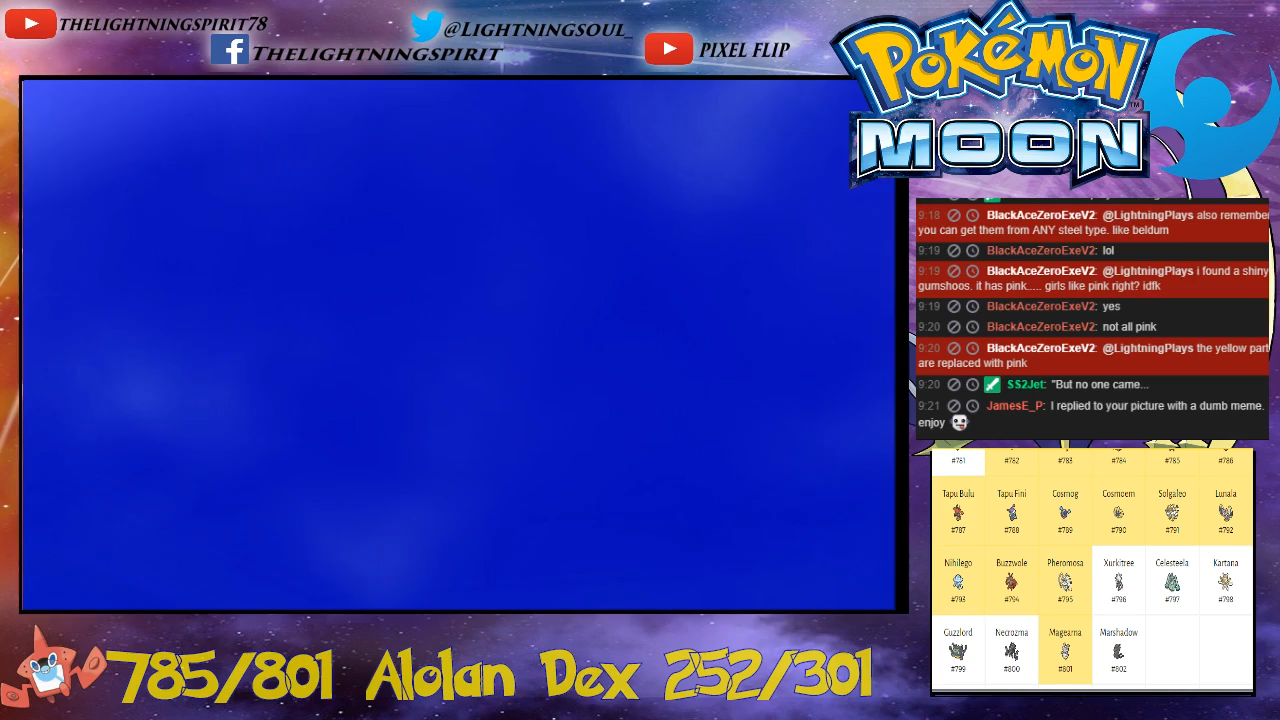 THELIGHTNINGSPIRIT78
@LIGHTNINGSOUL_
THELIGHTNINGSPIRIT
PIXEL FLIP
POKéMON
TM
MOON
9:18 BlackAceZeroExeV2: @LightningPlays also remember
you can get them from ANY steel type. like beldum
9:19 BlackAceZeroExeV2: lol
9:19 BlackAceZeroExeV2: @LightningPlays i found a shiny
gumshoos. it has pink..... girls like pink right? idfk
9:19 BlackAceZeroExeV2: yes
9:20 BlackAceZeroExeV2: not all pink
9:20 BlackAceZeroExeV2: @LightningPlays the yellow part
are replaced with pink
9:20 SS2Jet: "But no one came...
9:21 JamesE_P: I replied to your picture with a dumb meme.
enjoy
#781 #782 #783 #784 #785 #786
Tapu Bulu Tapu Fini Cosmog Cosmoem Solgaleo Lunala
#787 #788 #789 #790 #791 #792
Nihilego Buzzwole Pheromosa Xurkitree Celesteela Kartana
#793 #794 #795 #796 #797 #798
Guzzlord Necrozma Magearna Marshadow
#799 #800 #801 #802
785/801 Alolan Dex 252/301